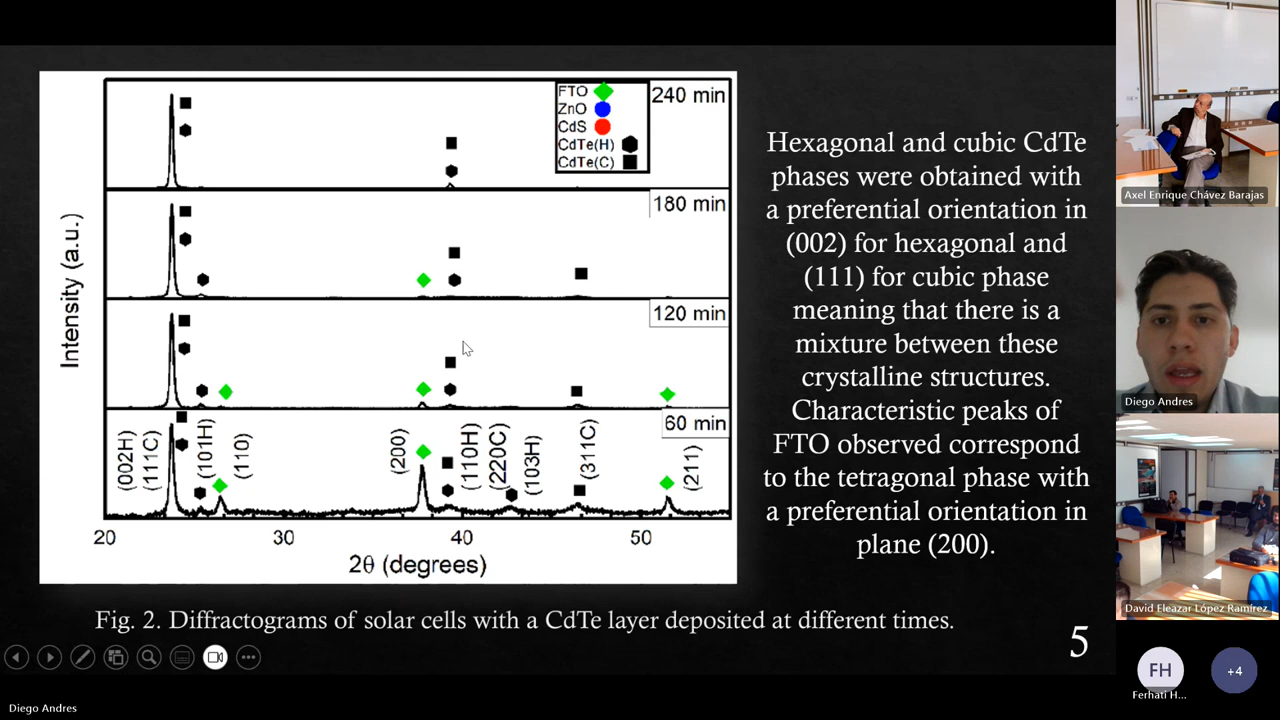 FTO
ZnO
CdS
CdTe(H)
CdTe(C)
240 min
180 min
120 min
60 min
Intensity (a.u.)
(002H)
(111C)
(101H)
(110)
(200)
(110H)
(220C)
(103H)
(311C)
(211)
20 30 40 50
2θ (degrees)
Hexagonal and cubic CdTe
phases were obtained with
a preferential orientation in
(002) for hexagonal and
(111) for cubic phase
meaning that there is a
mixture between these
crystalline structures.
Characteristic peaks of
FTO observed correspond
to the tetragonal phase with
a preferential orientation in
plane (200).
Fig. 2. Diffractograms of solar cells with a CdTe layer deposited at different times.
5
Axel Enrique Chávez Barajas
Diego Andres
David Eleazar López Ramírez
FH
Ferhati H...
+4
Diego Andres